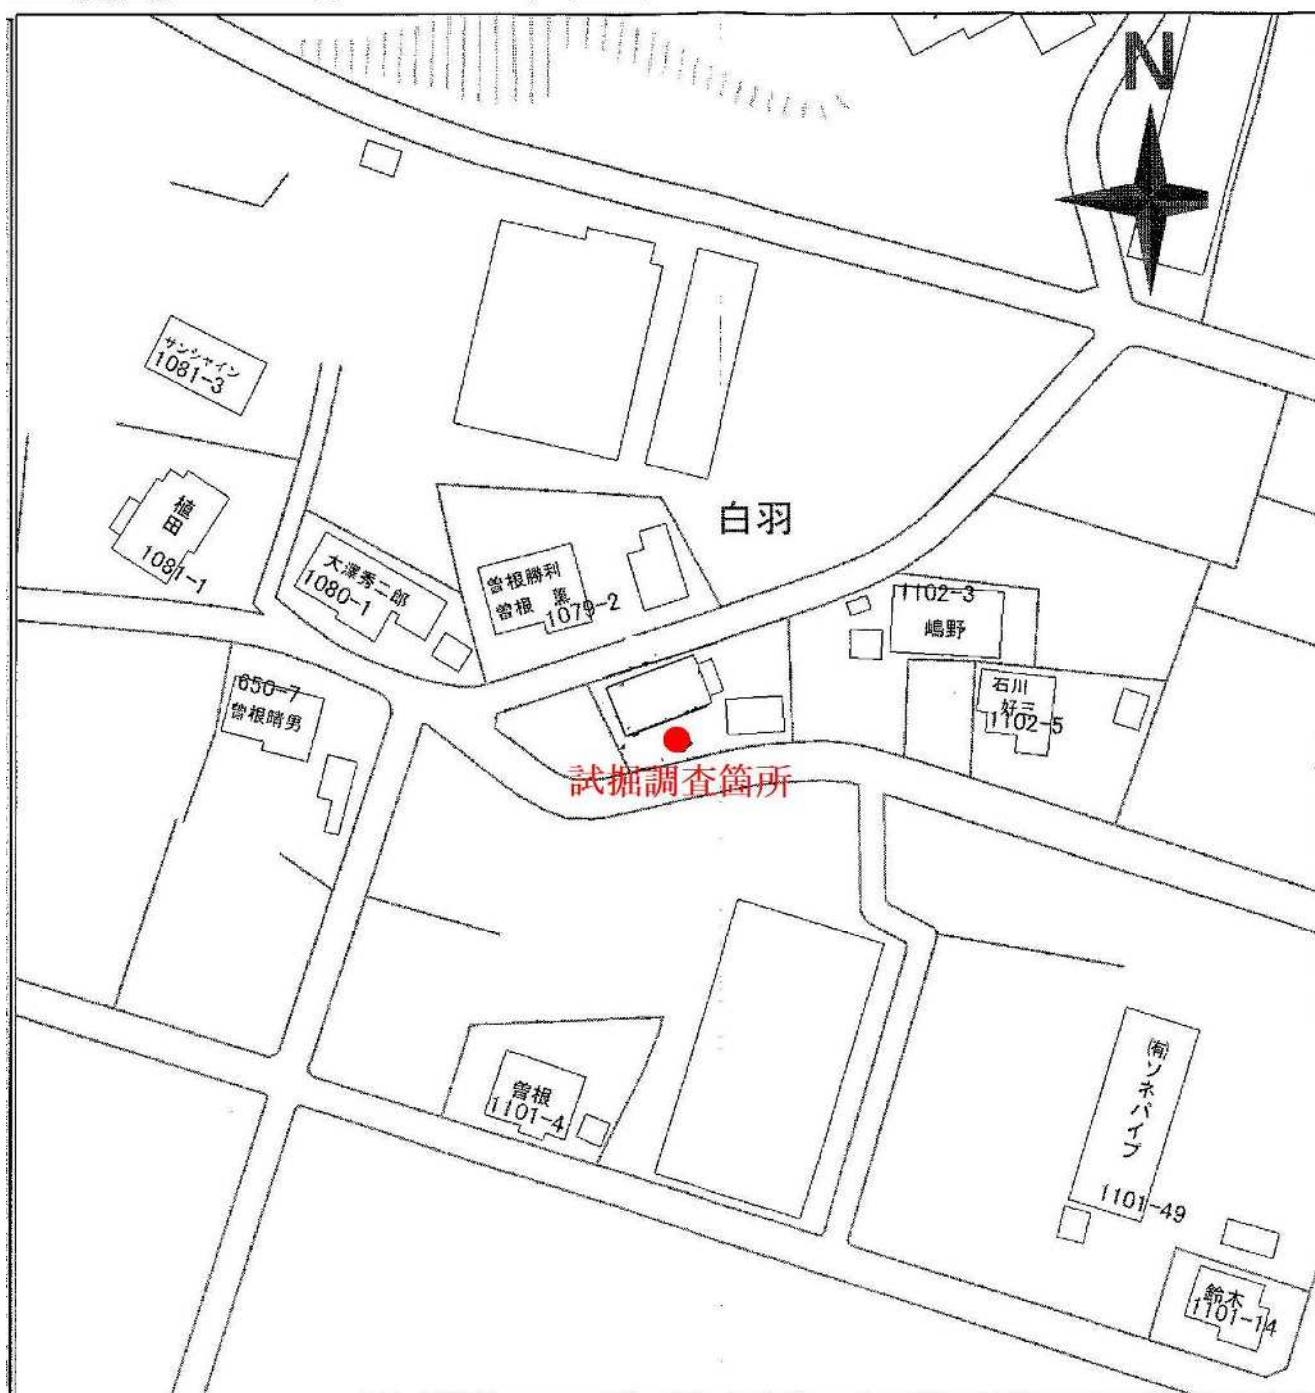 N
サンシャイン
1081-3
植田
1081-1
大澤秀二郎
1080-1
曽根勝利
曽根 薫
1079-2
白羽
1102-3
嶋野
石川
好三
1102-5
650-7
曽根晴男
試掘調査箇所
曽根
1101-4
㈲ソネパイプ
1101-49
鈴木
1101-14